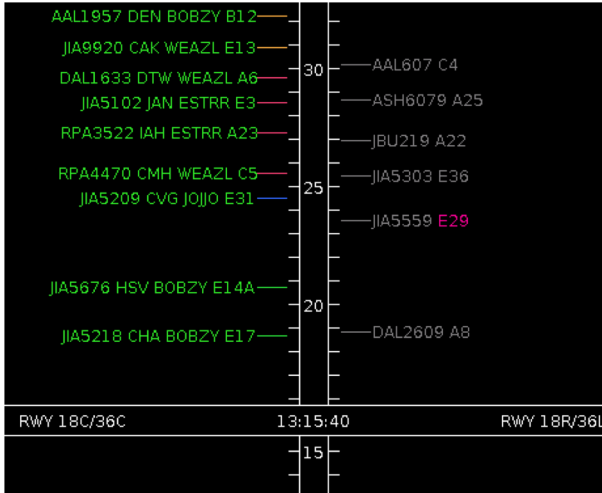 AAL1957 DEN BOBZY B12
JIA9920 CAK WEAZL E13
30
AAL607 C4
DAL1633 DTW WEAZL A6
JIA5102 JAN ESTRR E3
ASH6079 A25
RPA3522 IAH ESTRR A23
JBU219 A22
RPA4470 CMH WEAZL C5
JIA5303 E36
25
JIA5209 CVG JOJJO E31
JIA5559 E29
JIA5676 HSV BOBZY E14A
20
JIA5218 CHA BOBZY E17
DAL2609 A8
RWY 18C/36C 13:15:40 RWY 18R/36L
15